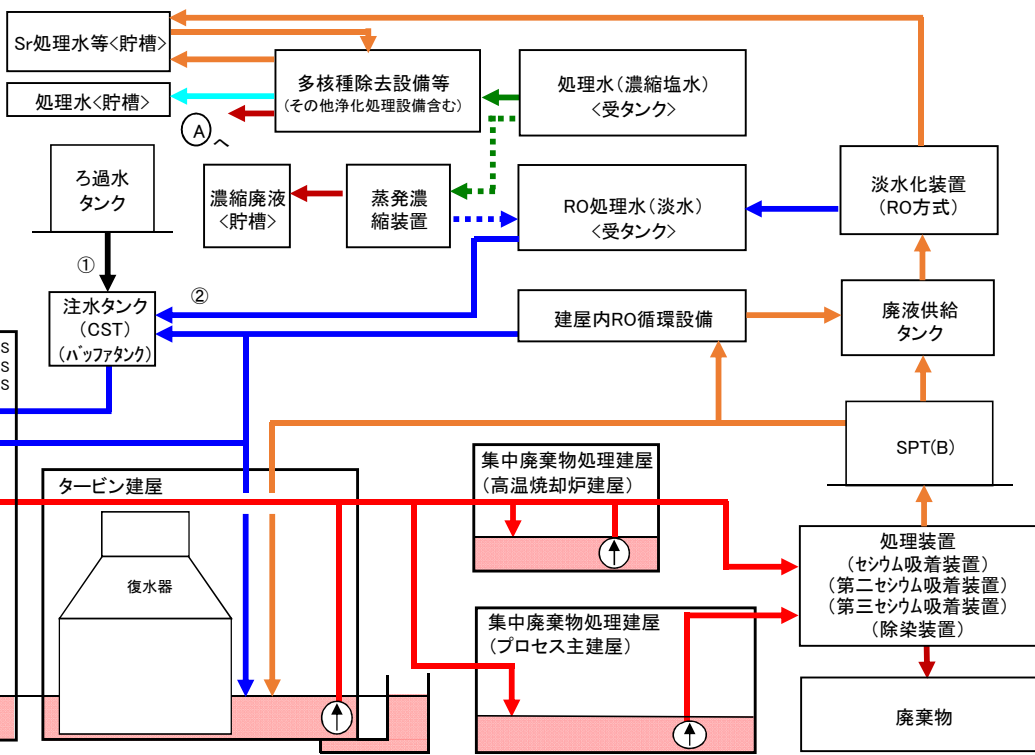 Sr処理水等<貯槽>
処理水<貯槽>
多核種除去設備等
(その他浄化処理設備含む)
処理水(濃縮塩水)
<受タンク>
A
へ
ろ過水
タンク
濃縮廃液
<貯槽>
蒸発濃
縮装置
RO処理水(淡水)
<受タンク>
淡水化装置
(RO方式)
①
②
注水タンク
(CST)
(バッファタンク)
建屋内RO循環設備
廃液供給
タンク
S
S
S
SPT(B)
タービン建屋
復水器
集中廃棄物処理建屋
(高温焼却炉建屋)
集中廃棄物処理建屋
(プロセス主建屋)
処理装置
(セシウム吸着装置)
(第二セシウム吸着装置)
(第三セシウム吸着装置)
(除染装置)
廃棄物